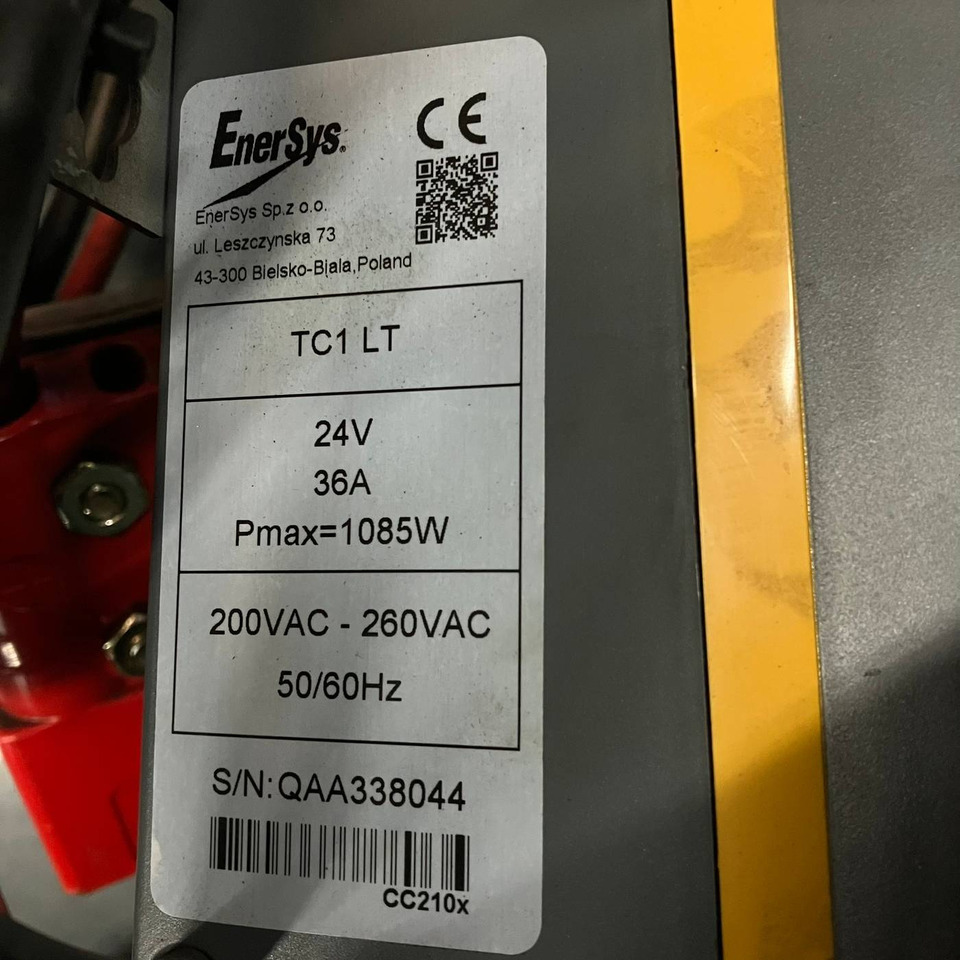 EnerSys®
CE
EnerSys Sp.z o.o.
ul. Leszczynska 73
43-300 Bielsko-Biala,Poland
TC1 LT
24V
36A
Pmax=1085W
200VAC - 260VAC
50/60Hz
S/N:QAA338044
CC210x